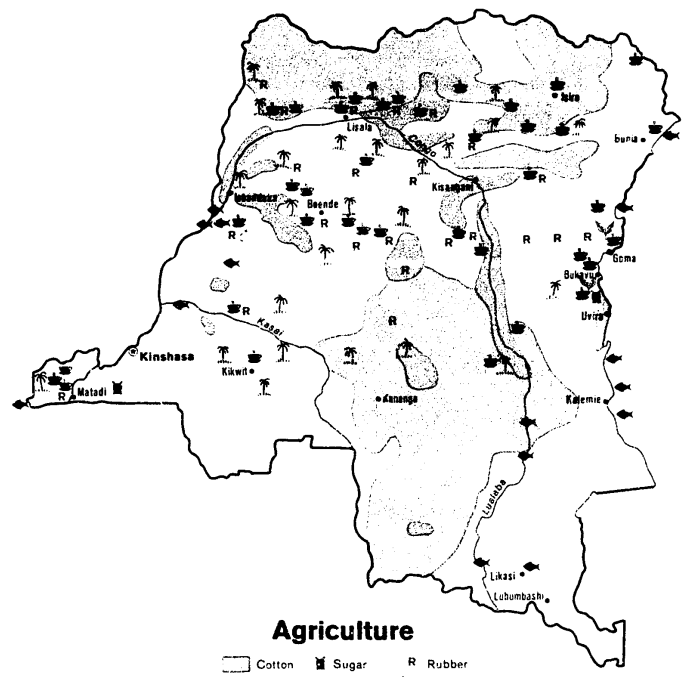 R
R
R
R
Lisala
Congo
Isiro
Bunia
R
R
R
R
R
R
R
Kisangani
Mbandaka
Boende
R
R
R
R
R
R
R
R
R
R
Goma
Bukavu
Uvira
R
Kasai
R
Kinshasa
Kikwit
R
Matadi
Kananga
Kalemie
Lualaba
Likasi
Lubumbashi
Agriculture
Cotton Sugar R Rubber